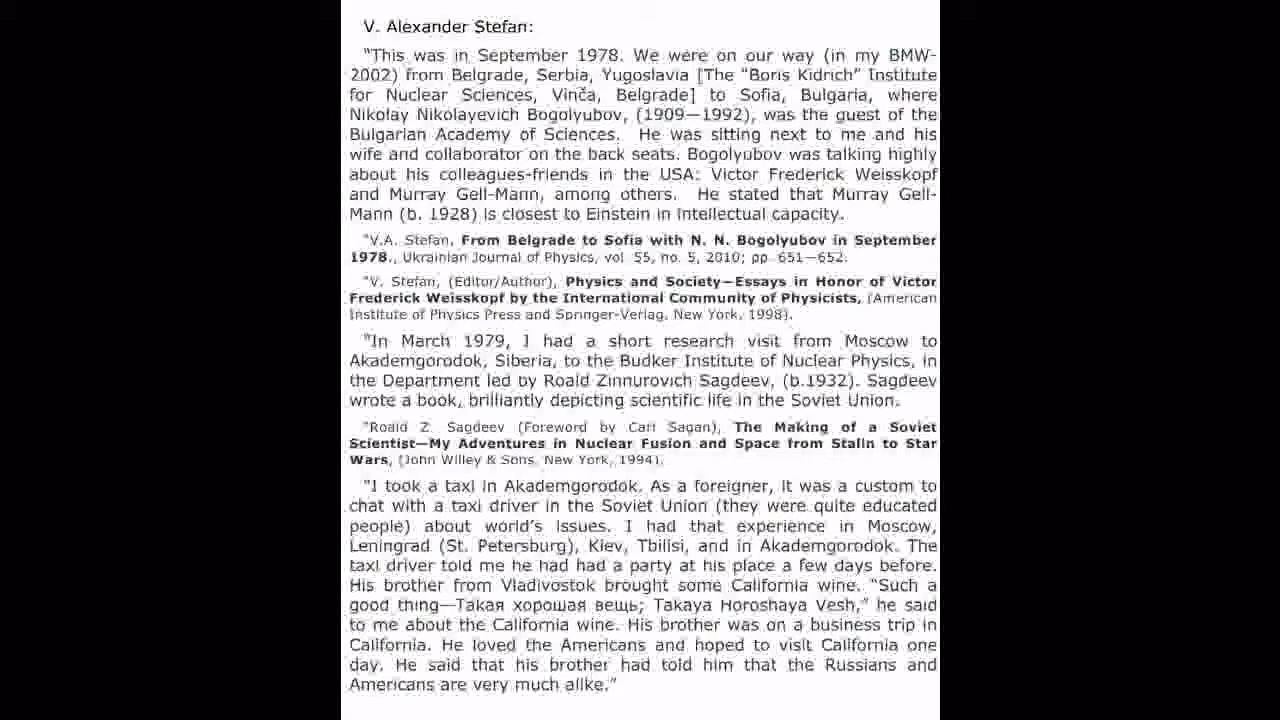 V. Alexander Stefan:
"This was in September 1978. We were on our way (in my BMW-
2002) from Belgrade, Serbia, Yugoslavia [The "Boris Kidrich" Institute
for Nuclear Sciences, Vinča, Belgrade] to Sofia, Bulgaria, where
Nikolay Nikolayevich Bogolyubov, (1909—1992), was the guest of the
Bulgarian Academy of Sciences. He was sitting next to me and his
wife and collaborator on the back seats. Bogolyubov was talking highly
about his colleagues-friends in the USA: Victor Frederick Weisskopf
and Murray Gell-Mann, among others. He stated that Murray Gell-
Mann (b. 1928) is closest to Einstein in intellectual capacity.
"V.A. Stefan, From Belgrade to Sofia with N. N. Bogolyubov in September
1978., Ukrainian Journal of Physics, vol. 55, no. 5, 2010; pp. 651—652.
"V. Stefan, (Editor/Author), Physics and Society—Essays in Honor of Victor
Frederick Weisskopf by the International Community of Physicists, (American
Institute of Physics Press and Springer-Verlag, New York, 1998).
"In March 1979, I had a short research visit from Moscow to
Akademgorodok, Siberia, to the Budker Institute of Nuclear Physics, in
the Department led by Roald Zinnurovich Sagdeev, (b.1932). Sagdeev
wrote a book, brilliantly depicting scientific life in the Soviet Union.
"Roald Z. Sagdeev (Foreword by Carl Sagan), The Making of a Soviet
Scientist—My Adventures in Nuclear Fusion and Space from Stalin to Star
Wars, (John Willey & Sons, New York, 1994).
"I took a taxi in Akademgorodok. As a foreigner, it was a custom to
chat with a taxi driver in the Soviet Union (they were quite educated
people) about world's issues. I had that experience in Moscow,
Leningrad (St. Petersburg), Kiev, Tbilisi, and in Akademgorodok. The
taxi driver told me he had had a party at his place a few days before.
His brother from Vladivostok brought some California wine. "Such a
good thing—Такая хорошая вещь; Takaya Horoshaya Vesh," he said
to me about the California wine. His brother was on a business trip in
California. He loved the Americans and hoped to visit California one
day. He said that his brother had told him that the Russians and
Americans are very much alike."